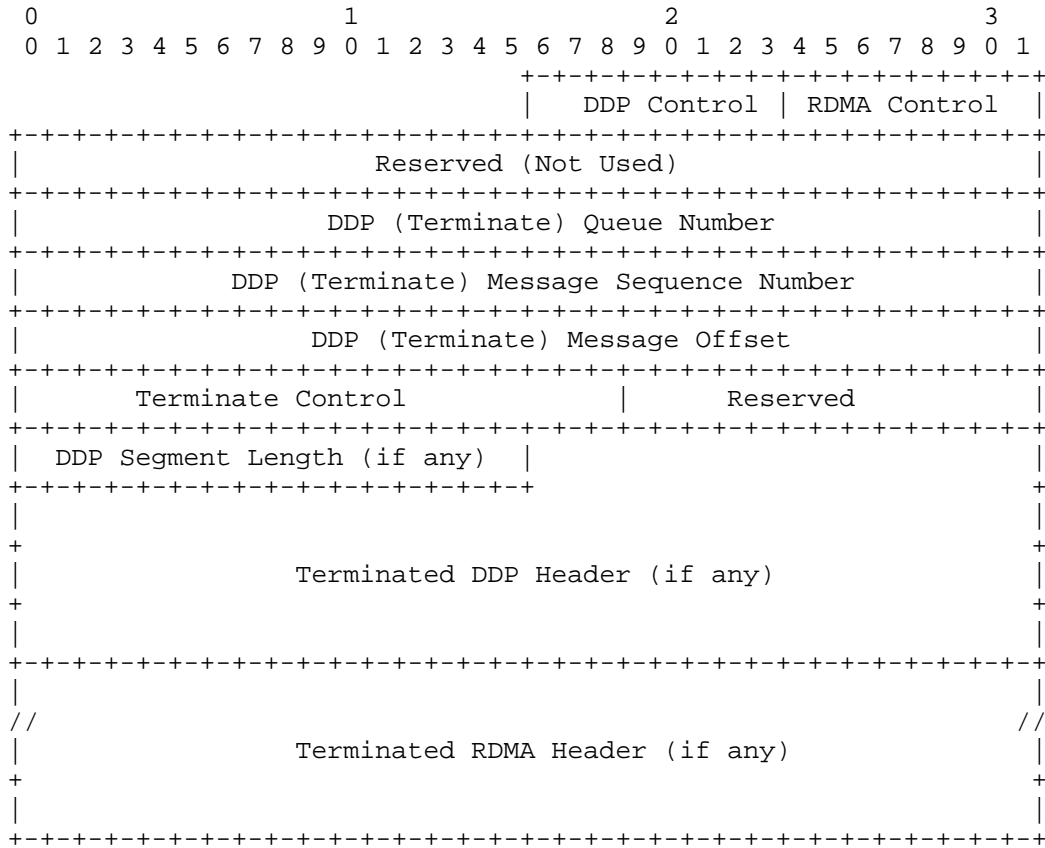 0 1 2 3
0 1 2 3 4 5 6 7 8 9 0 1 2 3 4 5 6 7 8 9 0 1 2 3 4 5 6 7 8 9 0 1
+-+-+-+-+-+-+-+-+-+-+-+-+-+-+-+-+
| DDP Control | RDMA Control |
+-+-+-+-+-+-+-+-+-+-+-+-+-+-+-+-+-+-+-+-+-+-+-+-+-+-+-+-+-+-+-+-+
| Reserved (Not Used) |
+-+-+-+-+-+-+-+-+-+-+-+-+-+-+-+-+-+-+-+-+-+-+-+-+-+-+-+-+-+-+-+-+
| DDP (Terminate) Queue Number |
+-+-+-+-+-+-+-+-+-+-+-+-+-+-+-+-+-+-+-+-+-+-+-+-+-+-+-+-+-+-+-+-+
| DDP (Terminate) Message Sequence Number |
+-+-+-+-+-+-+-+-+-+-+-+-+-+-+-+-+-+-+-+-+-+-+-+-+-+-+-+-+-+-+-+-+
| DDP (Terminate) Message Offset |
+-+-+-+-+-+-+-+-+-+-+-+-+-+-+-+-+-+-+-+-+-+-+-+-+-+-+-+-+-+-+-+-+
| Terminate Control | Reserved |
+-+-+-+-+-+-+-+-+-+-+-+-+-+-+-+-+-+-+-+-+-+-+-+-+-+-+-+-+-+-+-+-+
| DDP Segment Length (if any) | |
+-+-+-+-+-+-+-+-+-+-+-+-+-+-+-+-+ +
| |
+ +
| Terminated DDP Header (if any) |
+ +
| |
+-+-+-+-+-+-+-+-+-+-+-+-+-+-+-+-+-+-+-+-+-+-+-+-+-+-+-+-+-+-+-+-+
| |
// //
| Terminated RDMA Header (if any) |
+ +
| |
+-+-+-+-+-+-+-+-+-+-+-+-+-+-+-+-+-+-+-+-+-+-+-+-+-+-+-+-+-+-+-+-+